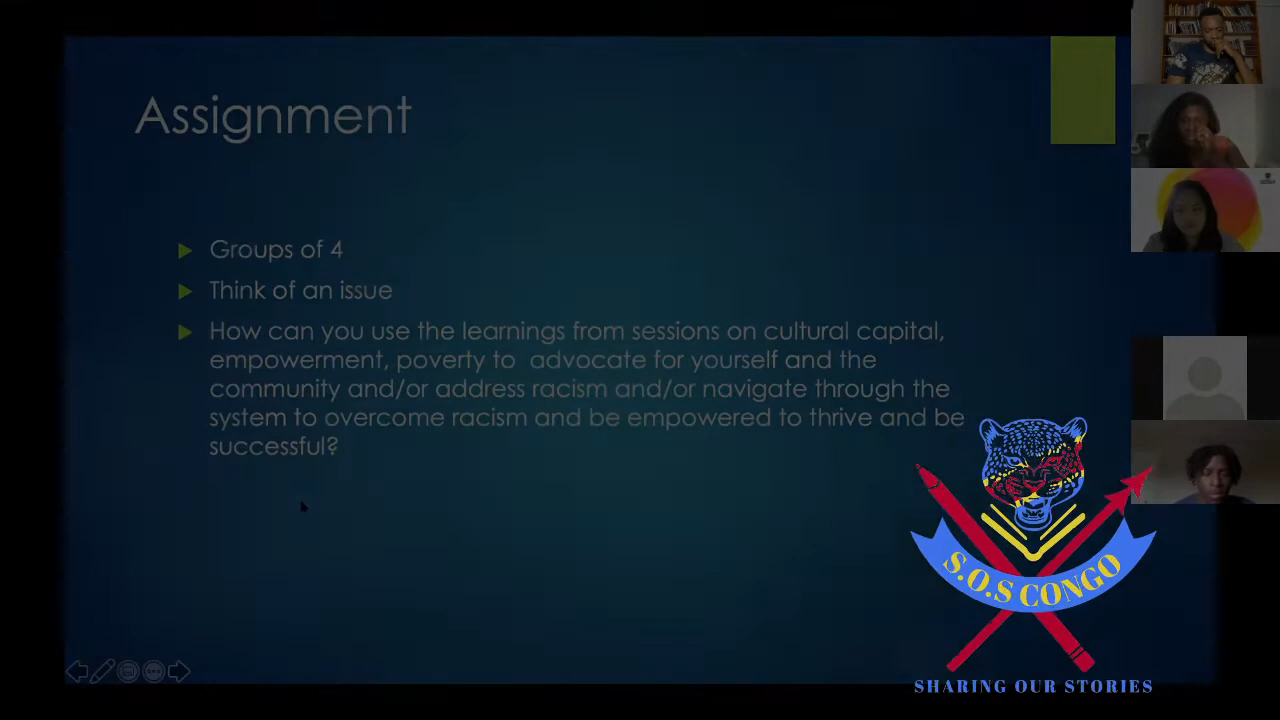 Assignment
Groups of 4
Think of an issue
How can you use the learnings from sessions on cultural capital,
empowerment, poverty to advocate for yourself and the
community and/or address racism and/or navigate through the
system to overcome racism and be empowered to thrive and be
successful?
S.O.S CONGO
SHARING OUR STORIES